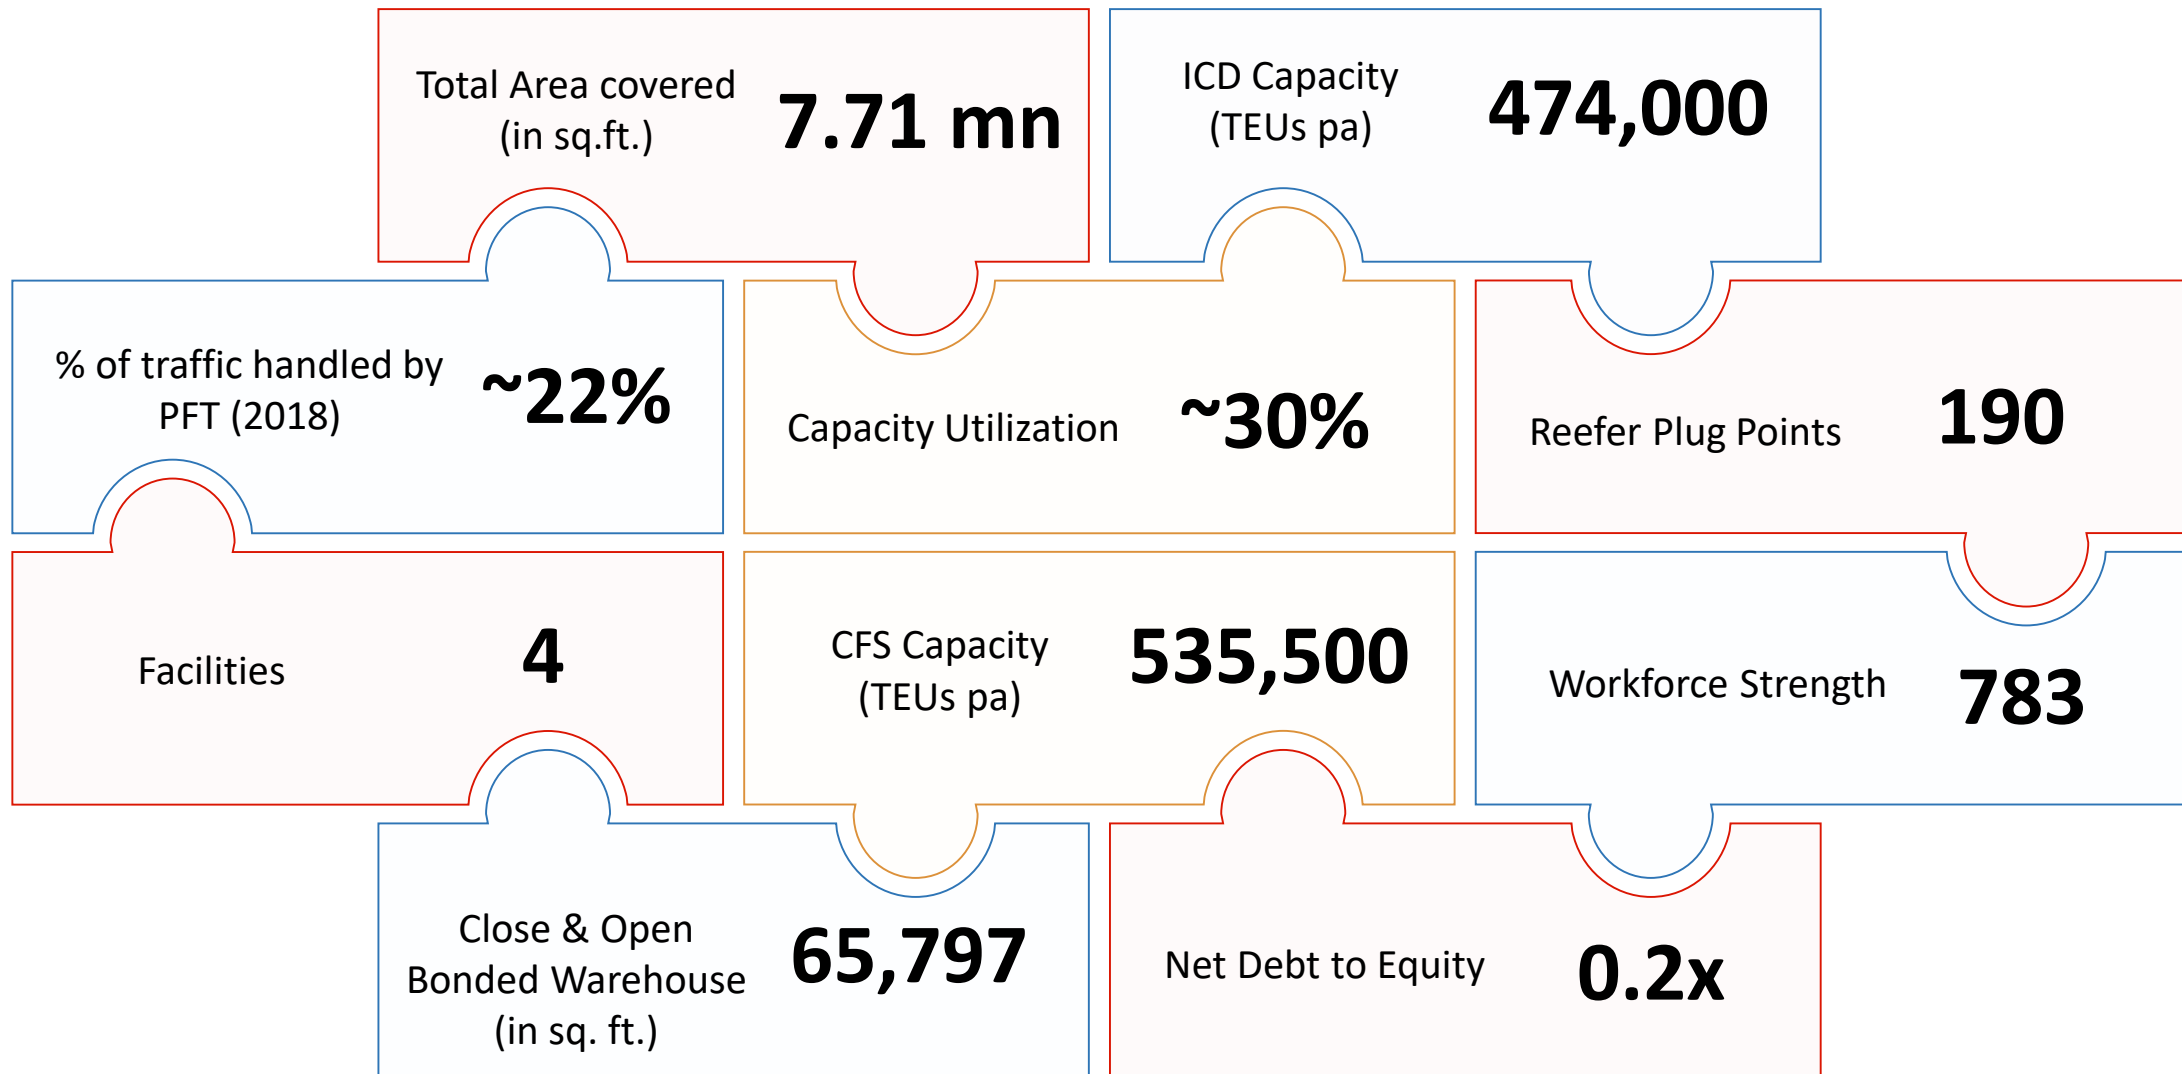 Total Area covered
(in sq.ft.)
7.71 mn
ICD Capacity
(TEUs pa)
474,000
% of traffic handled by
PFT (2018)
~22%
Capacity Utilization
~30%
Reefer Plug Points
190
Facilities
4
CFS Capacity
(TEUs pa)
535,500
Workforce Strength
783
Close & Open
Bonded Warehouse
(in sq. ft.)
65,797
Net Debt to Equity
0.2x